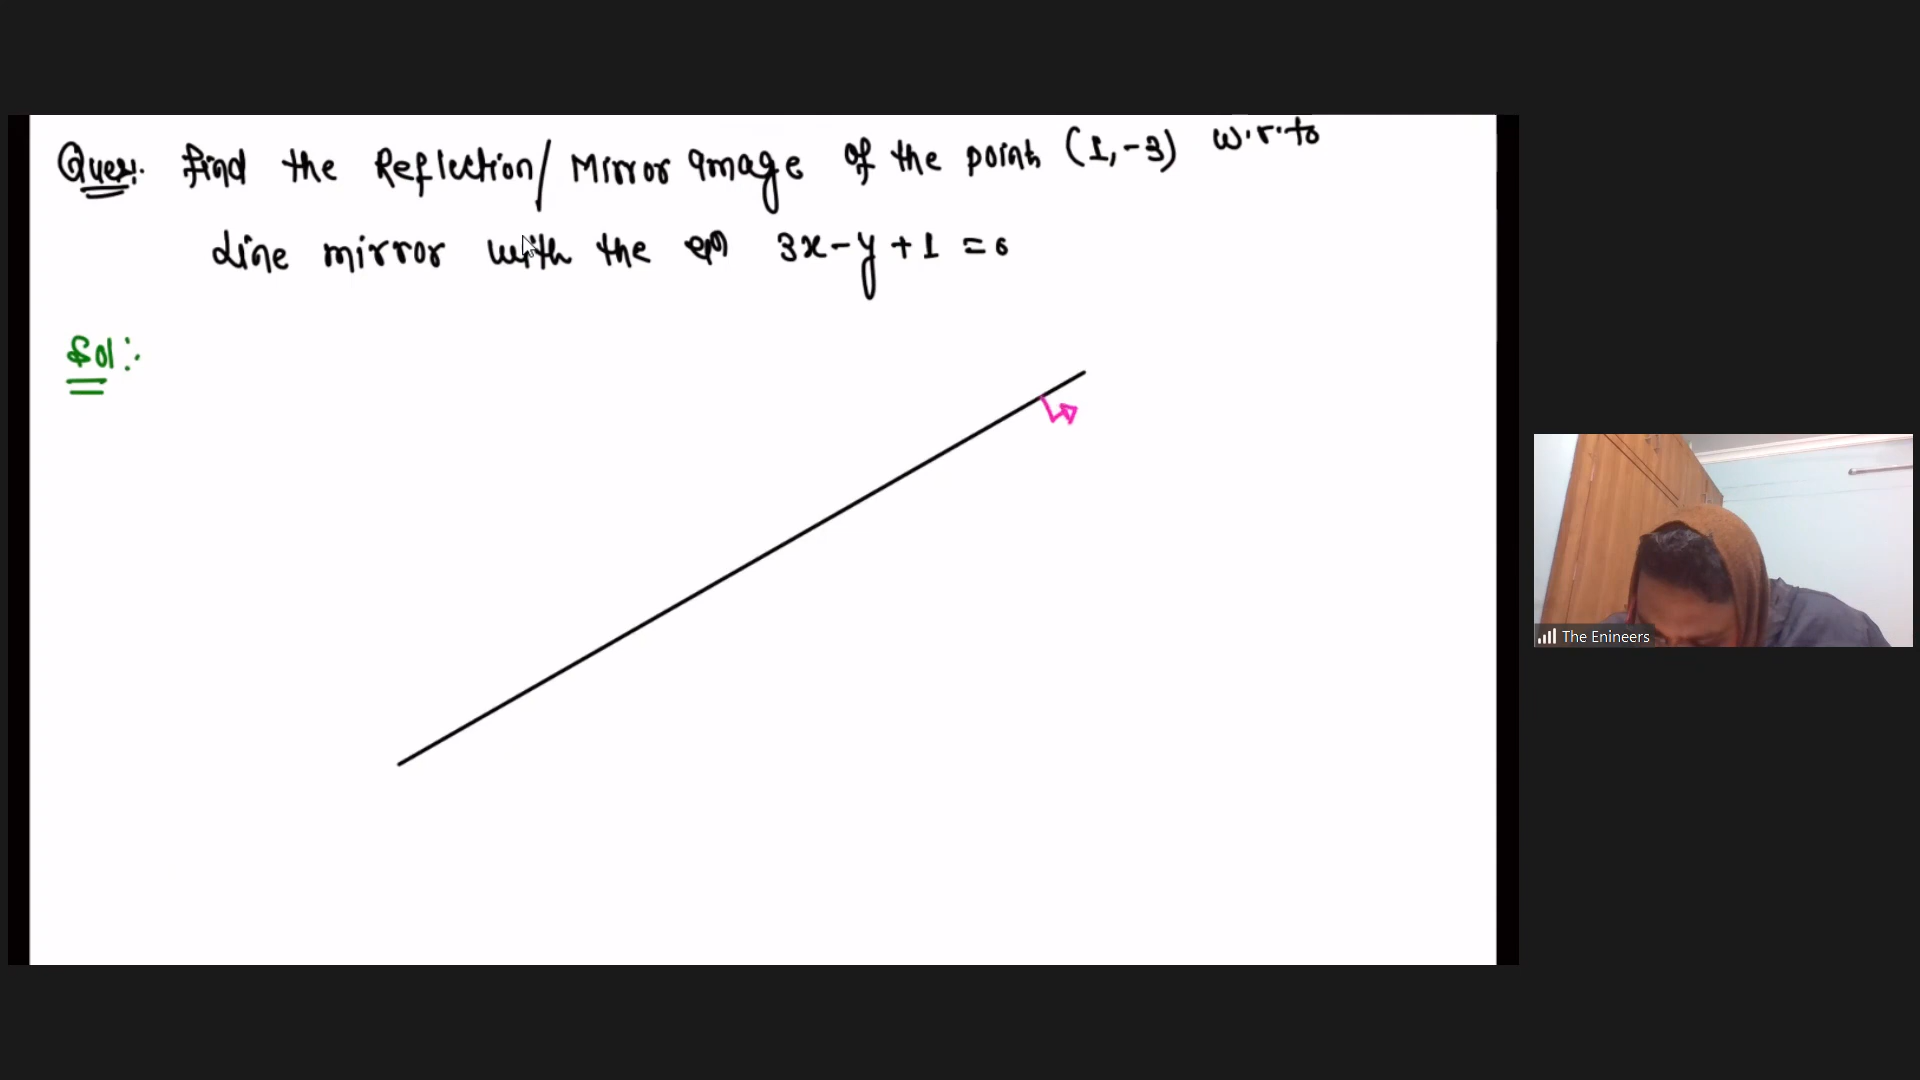 Ques:- find the Reflection/ Mirror image of the point (1,-3) w.r.to
Line mirror with the eqn 3x-y+1=0
Sol:-
The Enineers